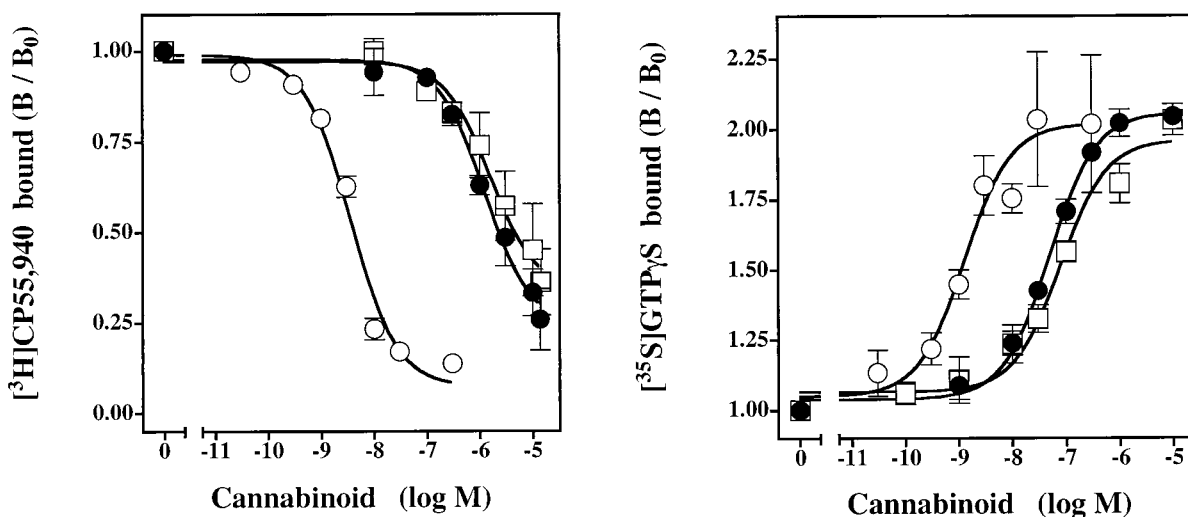 [³H]CP55,940 bound (B / B₀)
1.00
0.75
0.50
0.25
0.00
0 -11 -10 -9 -8 -7 -6 -5
Cannabinoid (log M)
[³⁵S]GTPγS bound (B / B₀)
2.25
2.00
1.75
1.50
1.25
1.00
0 -11 -10 -9 -8 -7 -6 -5
Cannabinoid (log M)